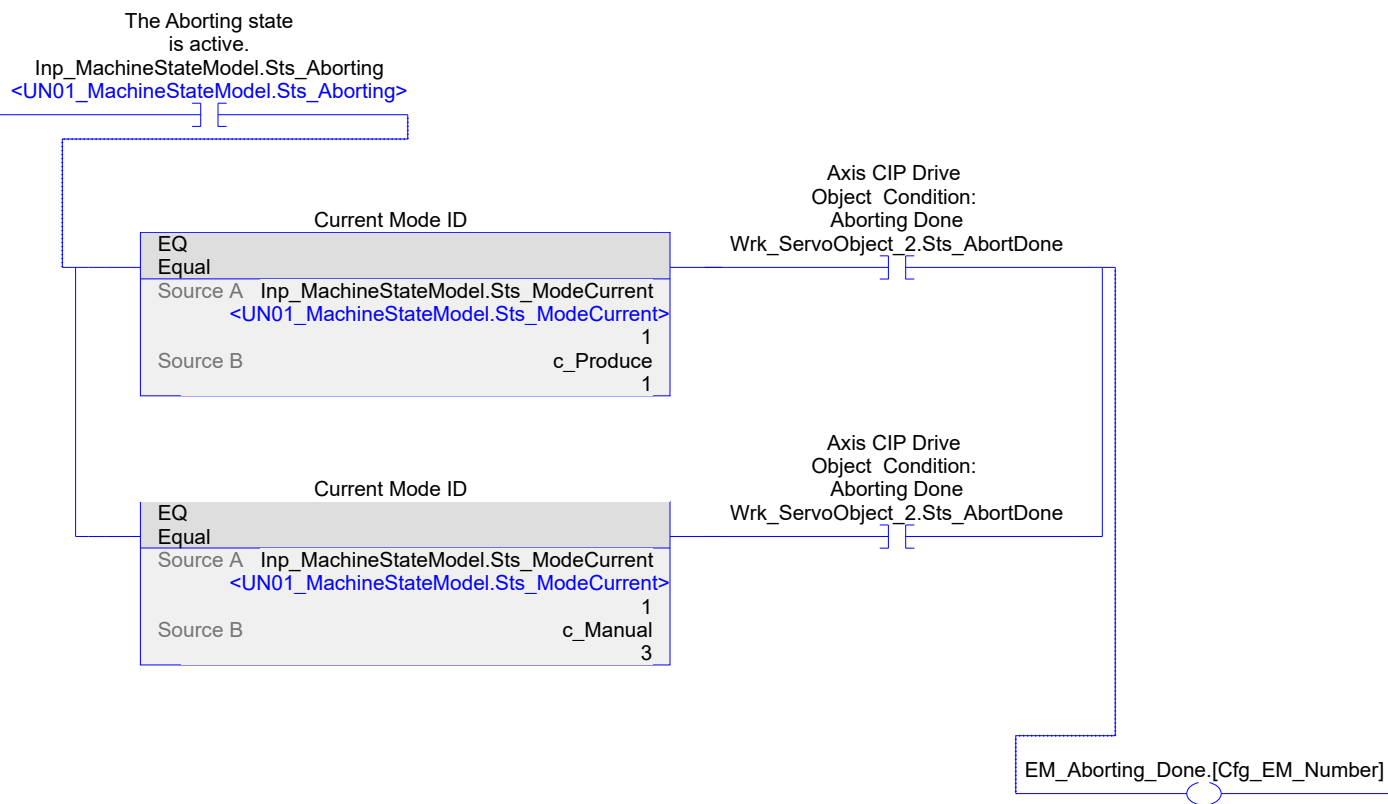 The Aborting state
is active.
Inp_MachineStateModel.Sts_Aborting
<UN01_MachineStateModel.Sts_Aborting>
Axis CIP Drive
Object  Condition:
Aborting Done
Wrk_ServoObject_2.Sts_AbortDone
Current Mode ID
EQ
Equal
Source A Inp_MachineStateModel.Sts_ModeCurrent
<UN01_MachineStateModel.Sts_ModeCurrent>
1
Source B c_Produce
1
Axis CIP Drive
Object  Condition:
Aborting Done
Wrk_ServoObject_2.Sts_AbortDone
Current Mode ID
EQ
Equal
Source A Inp_MachineStateModel.Sts_ModeCurrent
<UN01_MachineStateModel.Sts_ModeCurrent>
1
Source B c_Manual
3
EM_Aborting_Done.[Cfg_EM_Number]